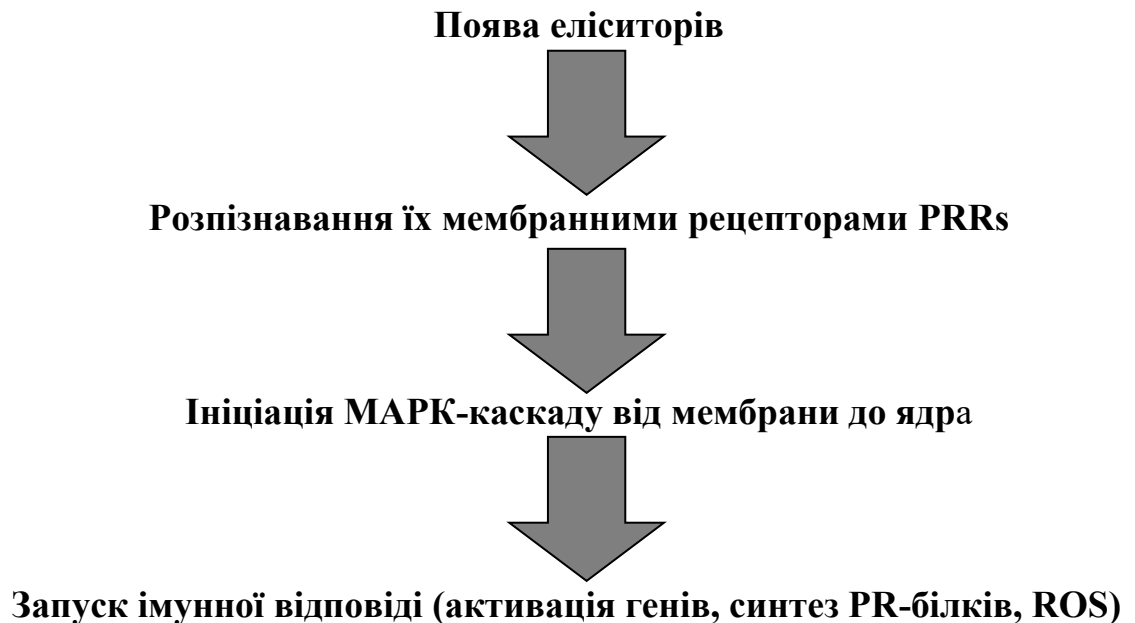 Поява еліситорів
Розпізнавання їх мембранними рецепторами PRRs
Ініціація МАРК-каскаду від мембрани до ядра
Запуск імунної відповіді (активація генів, синтез PR-білків, ROS)